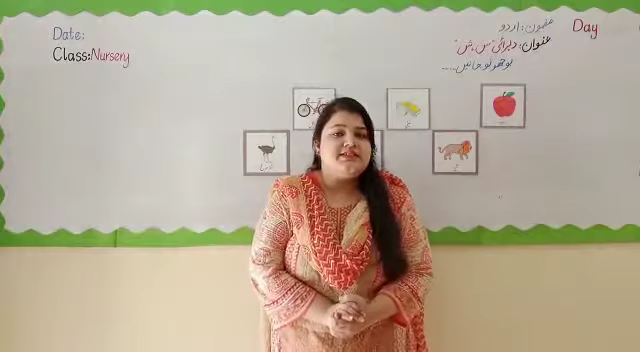 Date:
Class:Nursery
Day
مضمون: اردو
عنوان: دہرائی "س، ش"
بوجھو تو جانیں....